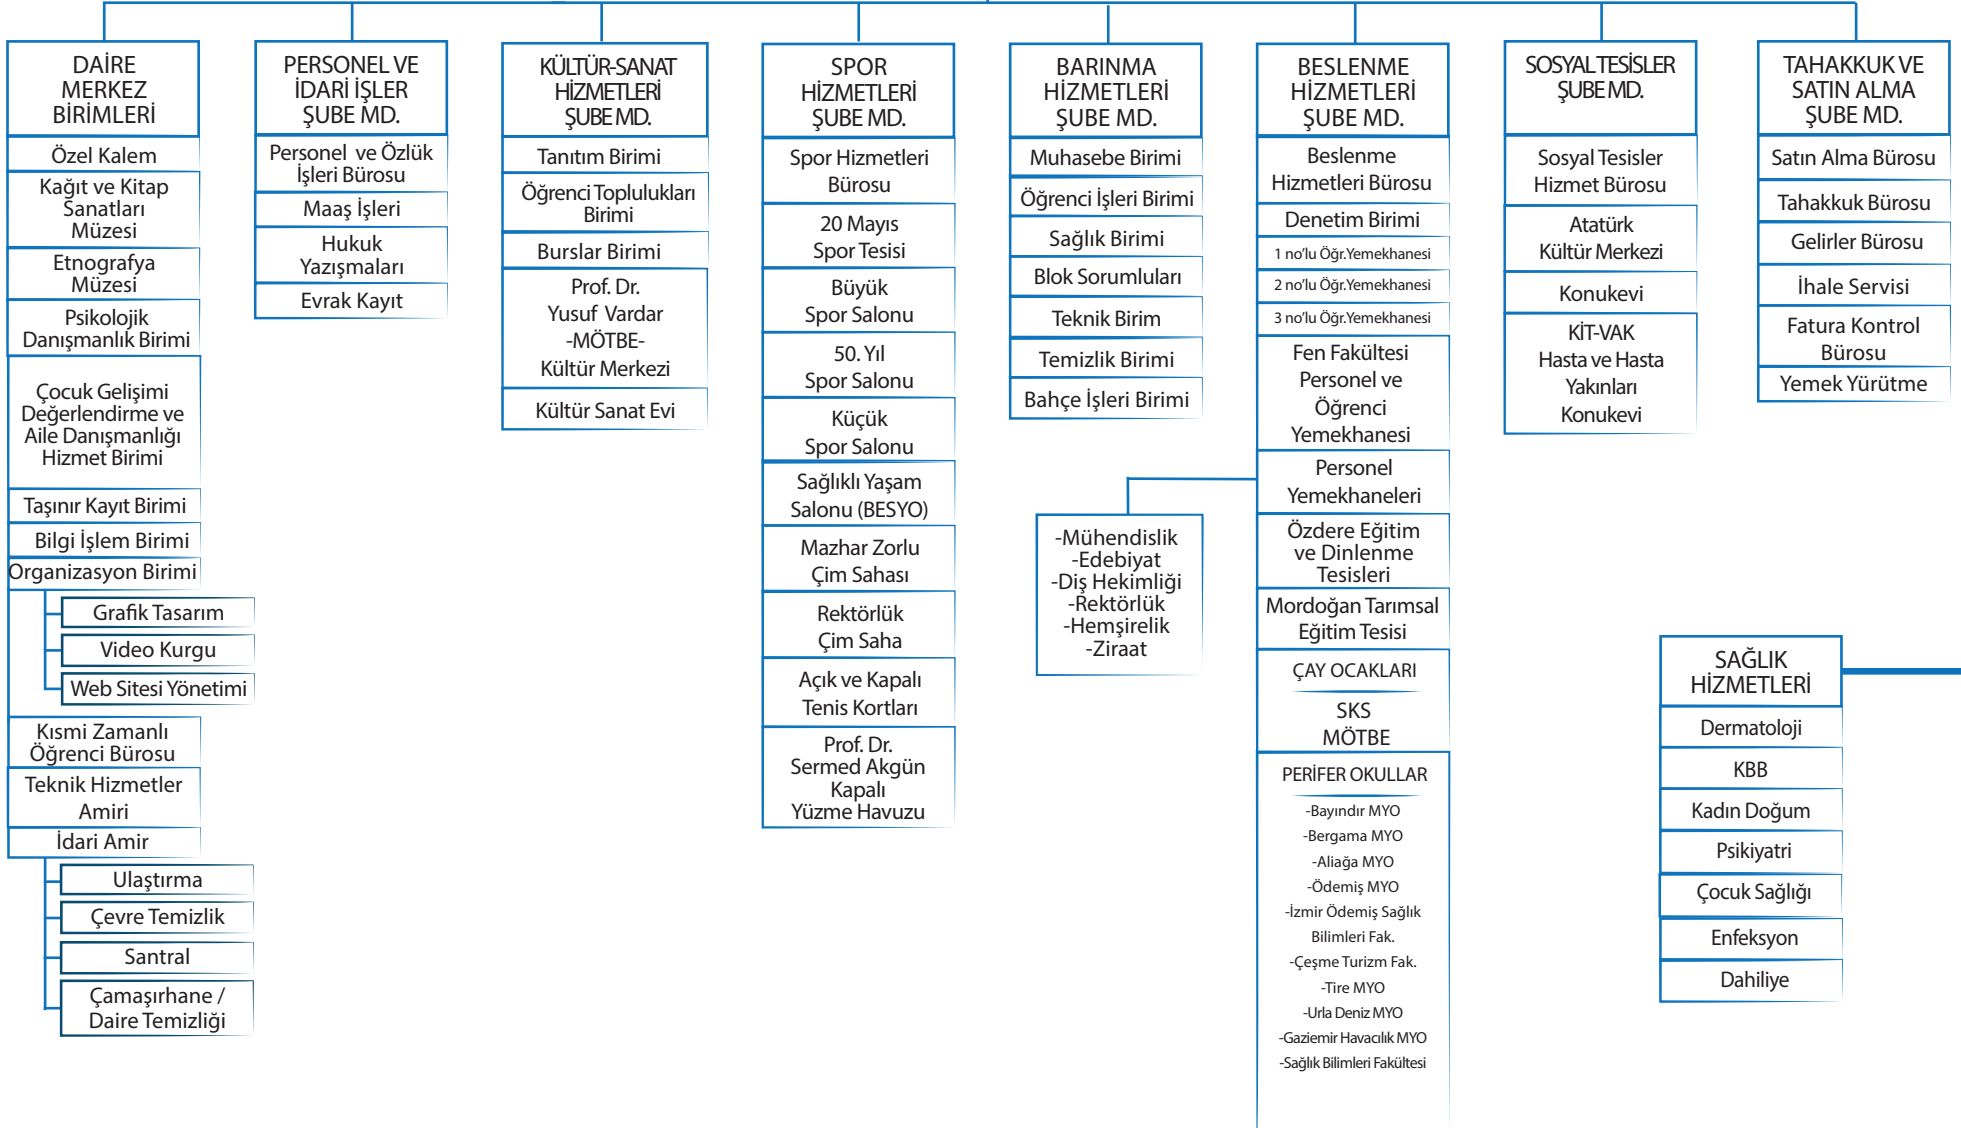 DAİRE
MERKEZ
BİRİMLERİ
Özel Kalem
Kağıt ve Kitap
Sanatları
Müzesi
Etnografya
Müzesi
Psikolojik
Danışmanlık Birimi
Çocuk Gelişimi
Değerlendirme ve
Aile Danışmanlığı
Hizmet Birimi
Taşınır Kayıt Birimi
Bilgi İşlem Birimi
Organizasyon Birimi
Grafik Tasarım
Video Kurgu
Web Sitesi Yönetimi
Kısmi Zamanlı
Öğrenci Bürosu
Teknik Hizmetler
Amiri
İdari Amir
Ulaştırma
Çevre Temizlik
Santral
Çamaşırhane /
Daire Temizliği
PERSONEL VE
İDARİ İŞLER
ŞUBE MD.
Personel ve Özlük
İşleri Bürosu
Maaş İşleri
Hukuk
Yazışmaları
Evrak Kayıt
KÜLTÜR-SANAT
HİZMETLERİ
ŞUBE MD.
Tanıtım Birimi
Öğrenci Toplulukları
Birimi
Burslar Birimi
Prof. Dr.
Yusuf Vardar
-MÖTBE-
Kültür Merkezi
Kültür Sanat Evi
SPOR
HİZMETLERİ
ŞUBE MD.
Spor Hizmetleri
Bürosu
20 Mayıs
Spor Tesisi
Büyük
Spor Salonu
50. Yıl
Spor Salonu
Küçük
Spor Salonu
Sağlıklı Yaşam
Salonu (BESYO)
Mazhar Zorlu
Çim Sahası
Rektörlük
Çim Saha
Açık ve Kapalı
Tenis Kortları
Prof. Dr.
Sermed Akgün
Kapalı
Yüzme Havuzu
BARINMA
HİZMETLERİ
ŞUBE MD.
Muhasebe Birimi
Öğrenci İşleri Birimi
Sağlık Birimi
Blok Sorumluları
Teknik Birim
Temizlik Birimi
Bahçe İşleri Birimi
BESLENME
HİZMETLERİ
ŞUBE MD.
Beslenme
Hizmetleri Bürosu
Denetim Birimi
1 no'lu Öğr.Yemekhanesi
2 no'lu Öğr.Yemekhanesi
3 no'lu Öğr.Yemekhanesi
Fen Fakültesi
Personel ve
Öğrenci
Yemekhanesi
Personel
Yemekhaneleri
-Mühendislik
-Edebiyat
-Diş Hekimliği
-Rektörlük
-Hemşirelik
-Ziraat
Özdere Eğitim
ve Dinlenme
Tesisleri
Mordoğan Tarımsal
Eğitim Tesisi
ÇAY OCAKLARI
SKS
MÖTBE
PERİFER OKULLAR
-Bayındır MYO
-Bergama MYO
-Aliağa MYO
-Ödemiş MYO
-İzmir Ödemiş Sağlık
Bilimleri Fak.
-Çeşme Turizm Fak.
-Tire MYO
-Urla Deniz MYO
-Gaziemir Havacılık MYO
-Sağlık Bilimleri Fakültesi
SOSYAL TESİSLER
ŞUBE MD.
Sosyal Tesisler
Hizmet Bürosu
Atatürk
Kültür Merkezi
Konukevi
KİT-VAK
Hasta ve Hasta
Yakınları
Konukevi
TAHAKKUK VE
SATIN ALMA
ŞUBE MD.
Satın Alma Bürosu
Tahakkuk Bürosu
Gelirler Bürosu
İhale Servisi
Fatura Kontrol
Bürosu
Yemek Yürütme
SAĞLIK
HİZMETLERİ
Dermatoloji
KBB
Kadın Doğum
Psikiyatri
Çocuk Sağlığı
Enfeksyon
Dahiliye